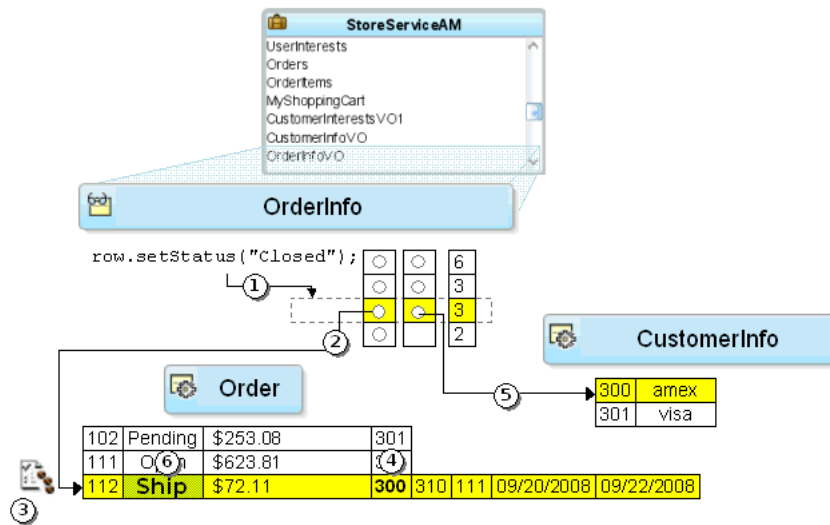 StoreServiceAM
UserInterests
Orders
OrderItems
MyShoppingCart
CustomerInterestsVO1
CustomerInfoVO
OrderInfoVO
OrderInfo
row.setStatus("Closed");
6
1
3
3
2
2
CustomerInfo
Order
5
300 amex
301 visa
102 Pending $253.08 301
111 6 $623.81 4
112 Ship $72.11 300 310 111 09/20/2008 09/22/2008
3